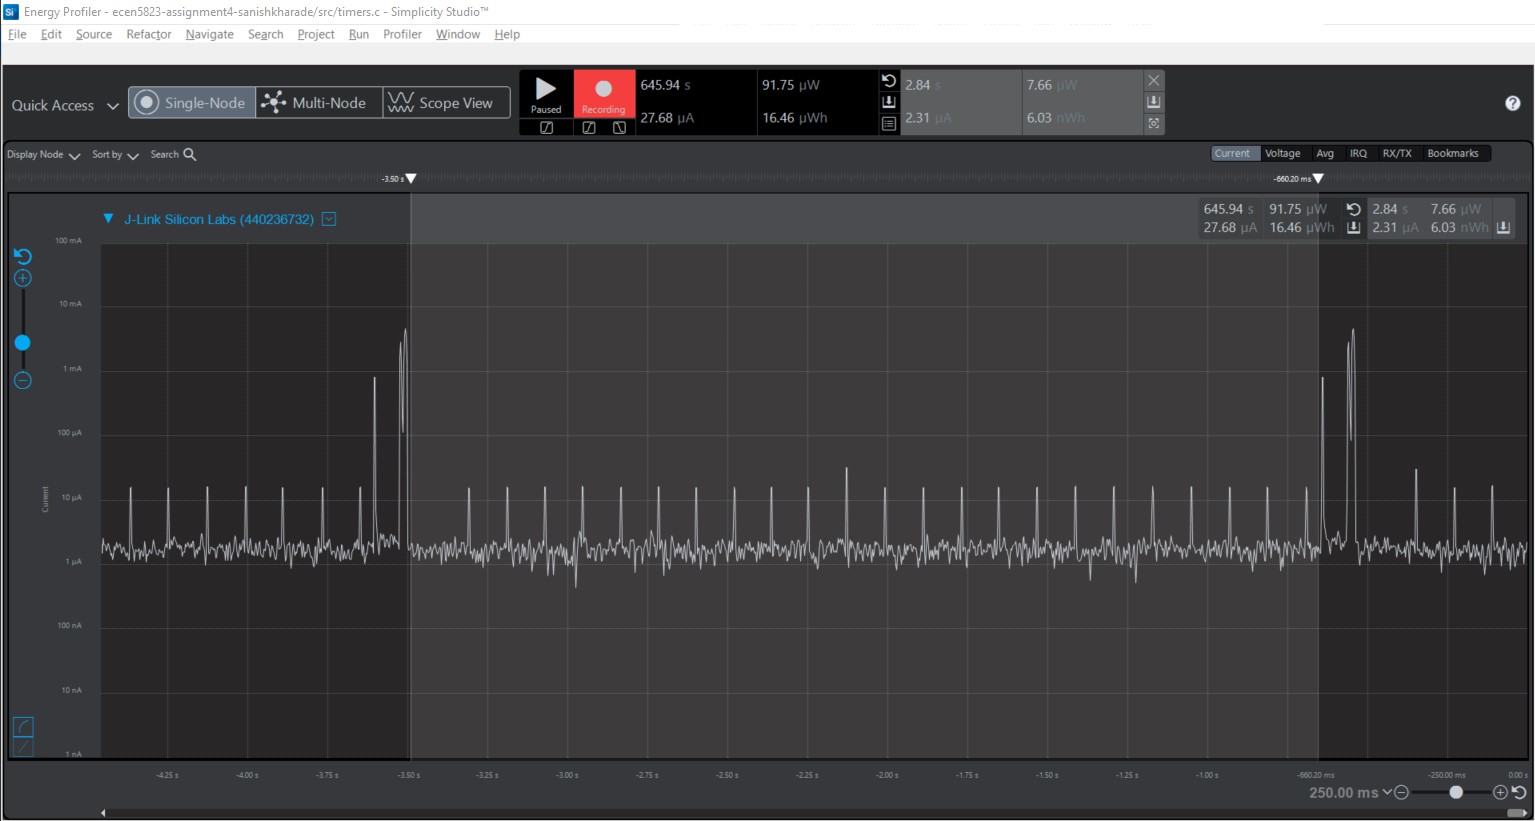 Energy Profiler - ecen5823-assignment4-sanishkharade/src/timers.c - Simplicity Studio™
File Edit Source Refactor Navigate Search Project Run Profiler Window Help
Quick Access
Single-Node
Multi-Node
Scope View
Paused
Recording
645.94 s 91.75 µW
27.68 µA 16.46 µWh
2.84 s 7.66 µW
2.31 µA 6.03 nWh
Display Node Sort by Search
Current Voltage Avg IRQ RX/TX Bookmarks
-3.50 s -660.20 ms
J-Link Silicon Labs (440236732)
645.94 s 91.75 µW 2.84 s 7.66 µW
27.68 µA 16.46 µWh 2.31 µA 6.03 nWh
100 mA
10 mA
1 mA
100 µA
10 µA
Current
1 µA
100 nA
10 nA
1 nA
-4.25 s -4.00 s -3.75 s -3.50 s -3.25 s -3.00 s -2.75 s -2.50 s -2.25 s -2.00 s -1.75 s -1.50 s -1.25 s -1.00 s -660.20 ms -250.00 ms 0.00 s
250.00 ms